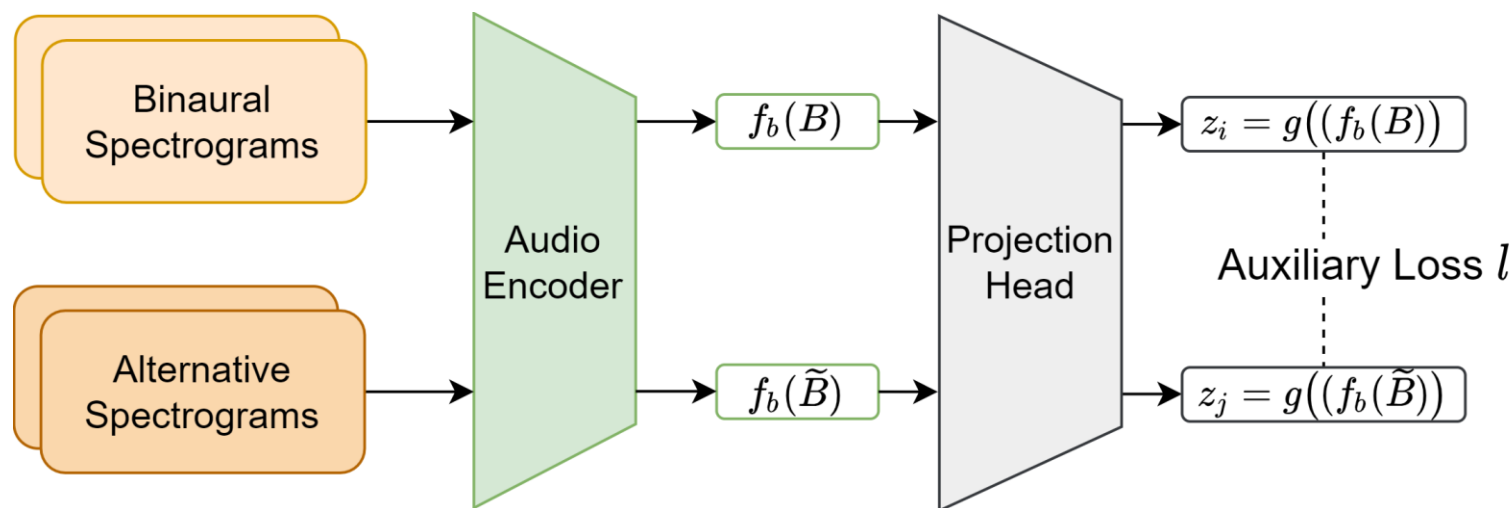 Binaural
Spectrograms
Audio
Encoder
f_b(B)
Projection
Head
z_i = g((f_b(B))
Auxiliary Loss l
Alternative
Spectrograms
f_b(B̃)
z_j = g((f_b(B̃))